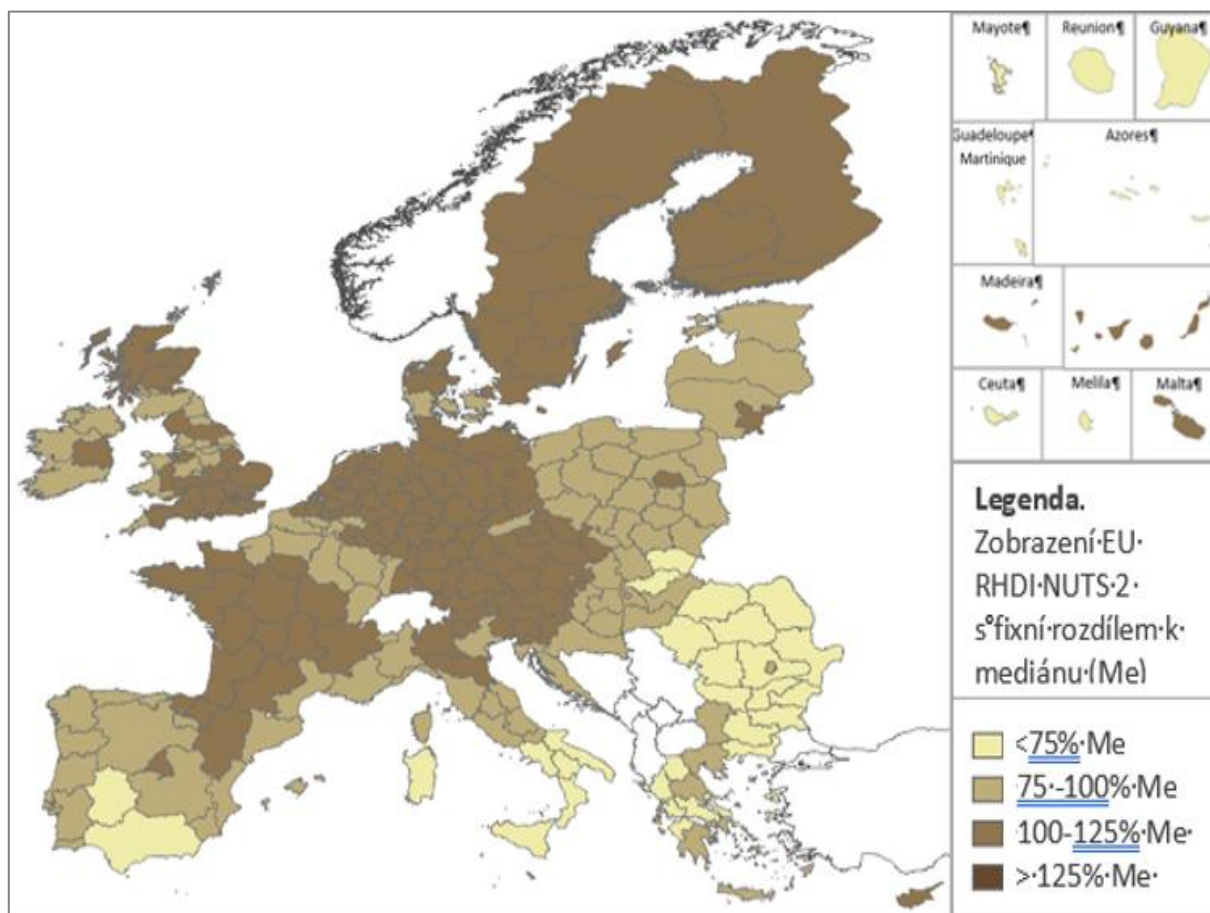 Mayote¶
Reunion¶
Guyana¶
Guadeloupe¶
Martinique
Azores¶
Madeira¶
Ceuta¶
Melila¶
Malta¶
Legenda.
Zobrazení·EU·
RHDI·NUTS·2·
s°fixní·rozdílem·k·
mediánu·(Me)
<75%·Me
75·-100%·Me
100-125%·Me·
>·125%·Me·